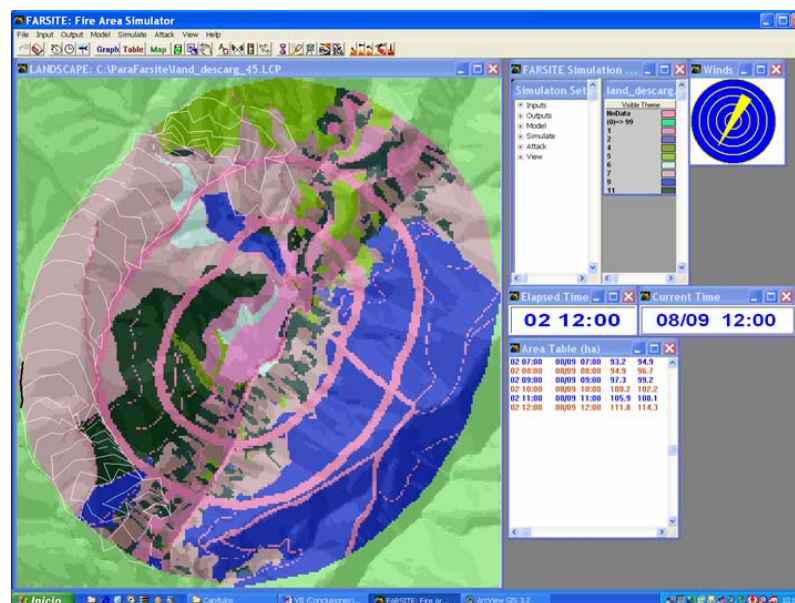 FARSITE: Fire Area Simulator
File Input Output Model Simulate Attack View Help
Graph Table Map
LANDSCAPE: C:\ParaFarsite\land_descarg_45.LCP
FARSITE Simulation ...
Simulaton Set
Inputs
Outputs
Model
Simulate
Attack
View
land_descarg.
Visible Theme
NoData
(0)=> 99
1
2
4
5
6
7
9
11
Winds
Elapsed Time
02 12:00
Current Time
08/09 12:00
Area Table (ha)
02 07:00 08/09 07:00 93.2 94.9
02 08:00 08/09 08:00 94.9 96.7
02 09:00 08/09 09:00 97.3 99.2
02 10:00 08/09 10:00 100.2 102.2
02 11:00 08/09 11:00 105.9 108.1
02 12:00 08/09 12:00 111.8 114.3
Inicio
Capitulos
VII (Conclusiones)...
FARSITE: Fire Ar...
ArcView GIS 3.2